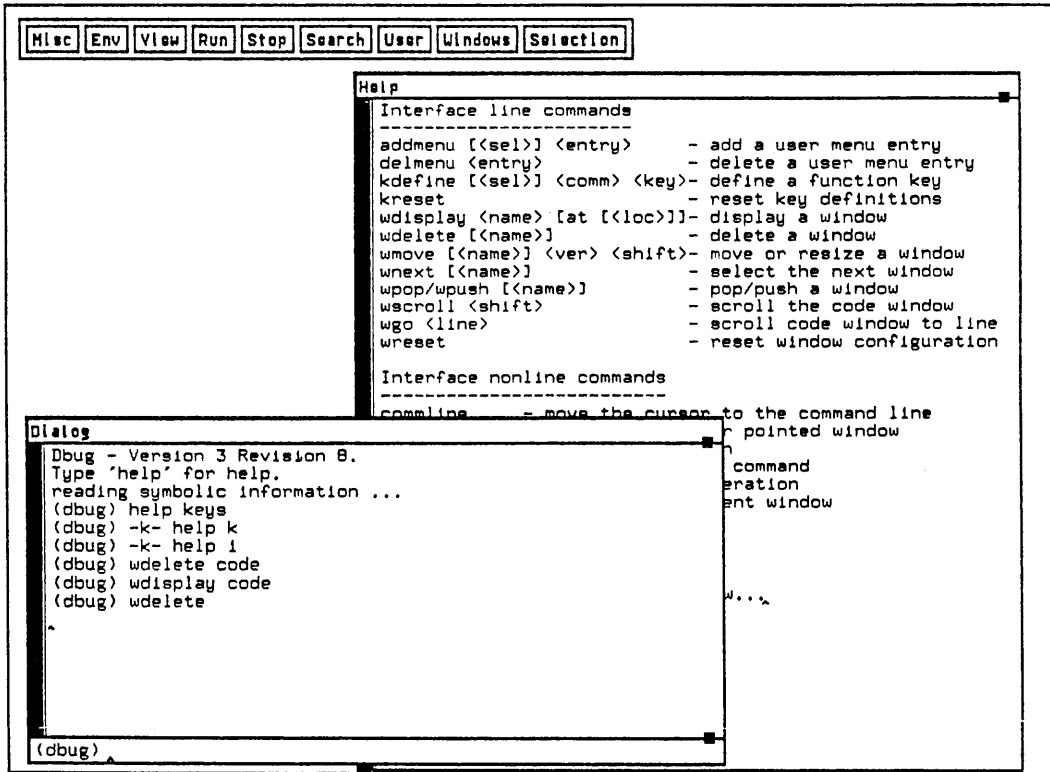 Misc Env View Run Stop Search User Windows Selection
Help
Interface line commands
------------------------
addmenu [<sel>] <entry> - add a user menu entry
delmenu <entry> - delete a user menu entry
kdefine [<sel>] <comm> <key>- define a function key
kreset - reset key definitions
wdisplay <name> [at [<loc>]]- display a window
wdelete [<name>] - delete a window
wmove [<name>] <ver> <shift>- move or resize a window
wnext [<name>] - select the next window
wpop/wpush [<name>] - pop/push a window
wscroll <shift> - scroll the code window
wgo <line> - scroll code window to line
wreset - reset window configuration
Interface nonline commands
---------------------------
commline - move the cursor to the command line
r pointed window
n
command
eration
ent window
w...
Dialog
Dbug - Version 3 Revision 8.
Type 'help' for help.
reading symbolic information ...
(dbug) help keys
(dbug) -k- help k
(dbug) -k- help i
(dbug) wdelete code
(dbug) wdisplay code
(dbug) wdelete
(dbug)